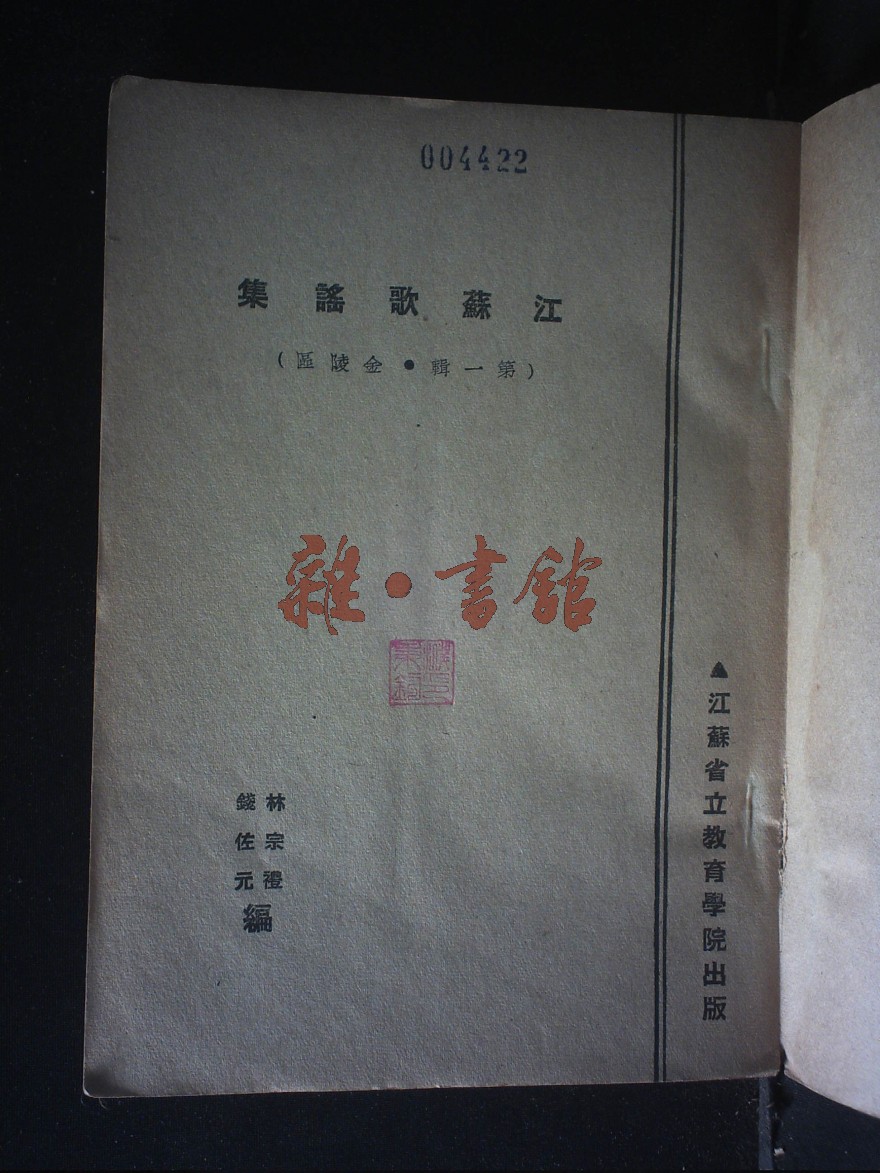 004422
江蘇歌謠集
(第一輯·金陵區)
雜·書館
林宗禮
錢佐元
編
▲江蘇省立教育學院出版